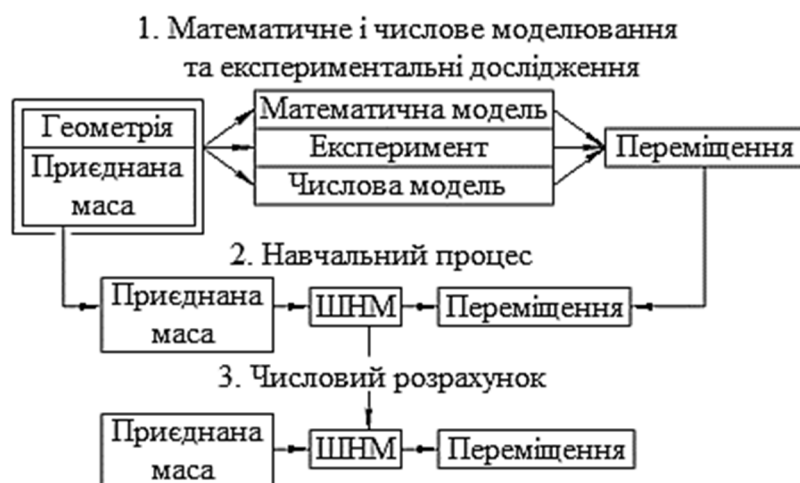 1. Математичне і числове моделювання
та експериментальні дослідження
Геометрія
Приєднана
маса
Математична модель
Експеримент
Числова модель
Переміщення
2. Навчальний процес
Приєднана
маса
ШНМ
Переміщення
3. Числовий розрахунок
Приєднана
маса
ШНМ
Переміщення